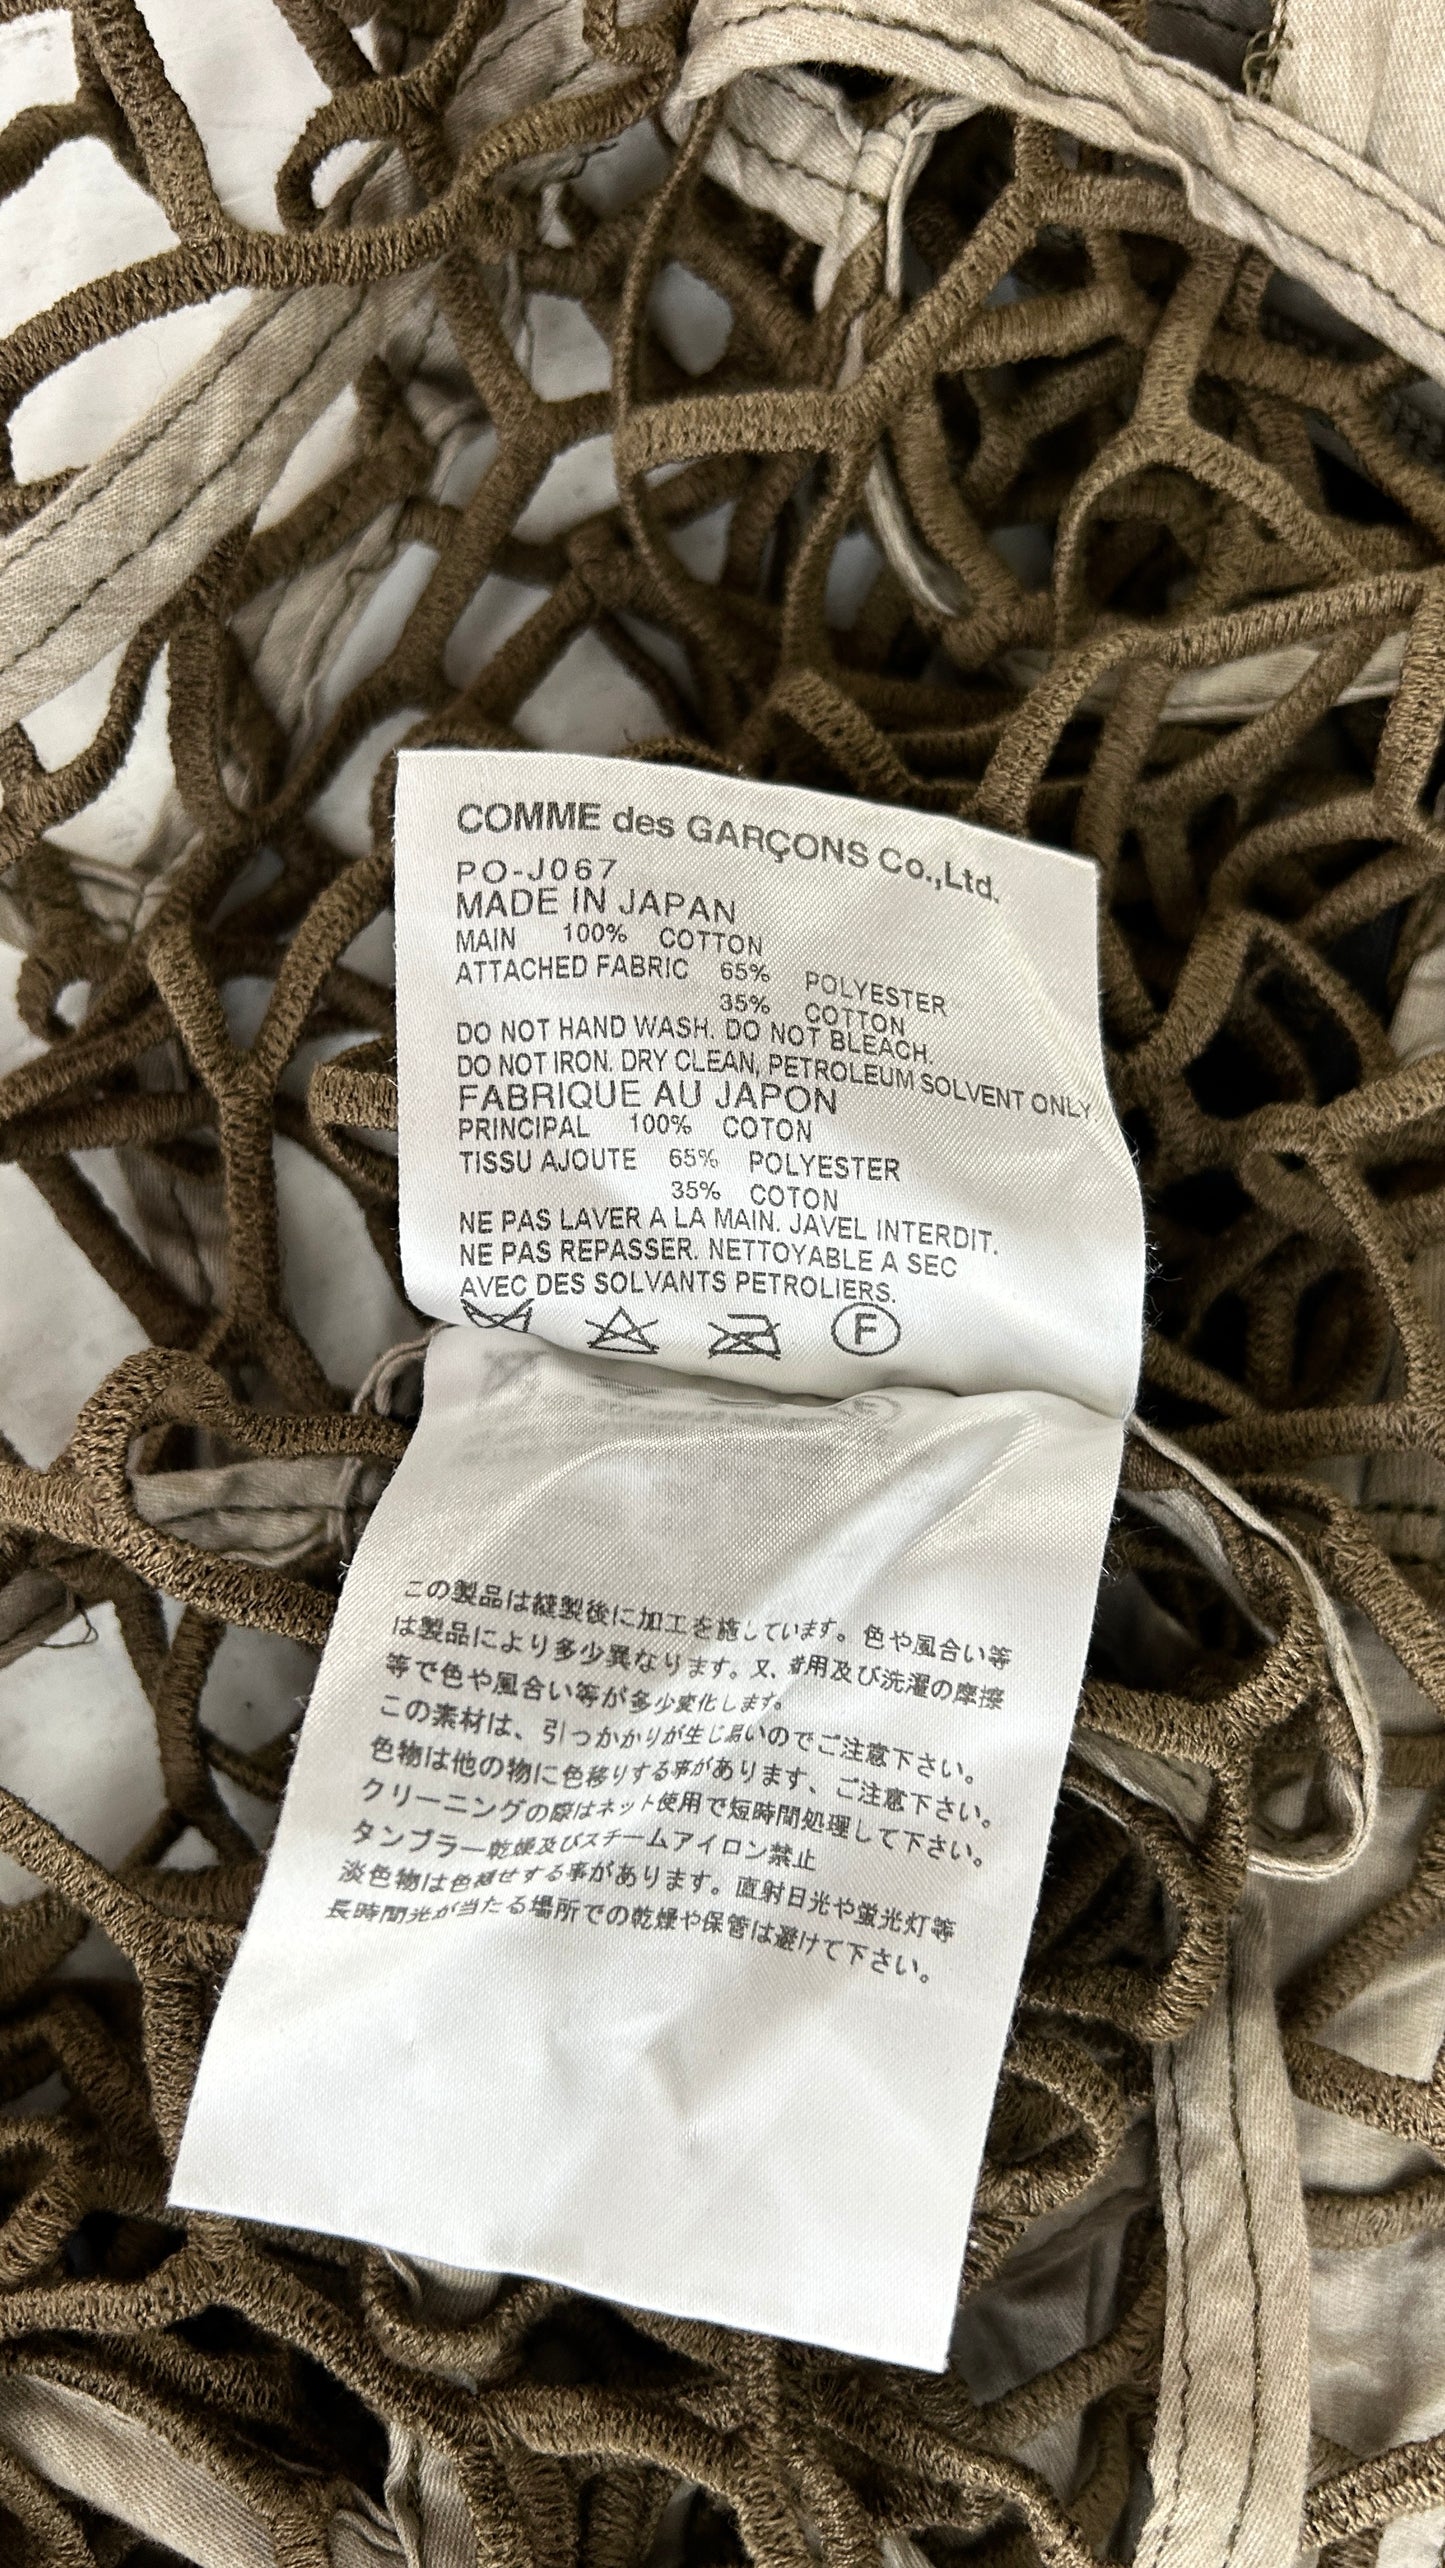 COMME des GARÇONS Co.,Ltd.
PO-J067
MADE IN JAPAN
MAIN 100% COTTON
ATTACHED FABRIC 65% POLYESTER
35% COTTON
DO NOT HAND WASH. DO NOT BLEACH.
DO NOT IRON. DRY CLEAN, PETROLEUM SOLVENT ONLY.
FABRIQUE AU JAPON
PRINCIPAL 100% COTON
TISSU AJOUTE 65% POLYESTER
35% COTON
NE PAS LAVER A LA MAIN. JAVEL INTERDIT.
NE PAS REPASSER. NETTOYABLE A SEC
AVEC DES SOLVANTS PETROLIERS.
F
この製品は縫製後に加工を施しています。色や風合い等
は製品により多少異なります。又、着用及び洗濯の摩擦
等で色や風合い等が多少変化します。
この素材は、引っかかりが生じ易いのでご注意下さい。
色物は他の物に色移りする事があります、ご注意下さい。
クリーニングの際はネット使用で短時間処理して下さい。
タンブラー乾燥及びスチームアイロン禁止
淡色物は色褪せする事があります。直射日光や蛍光灯等
長時間光が当たる場所での乾燥や保管は避けて下さい。